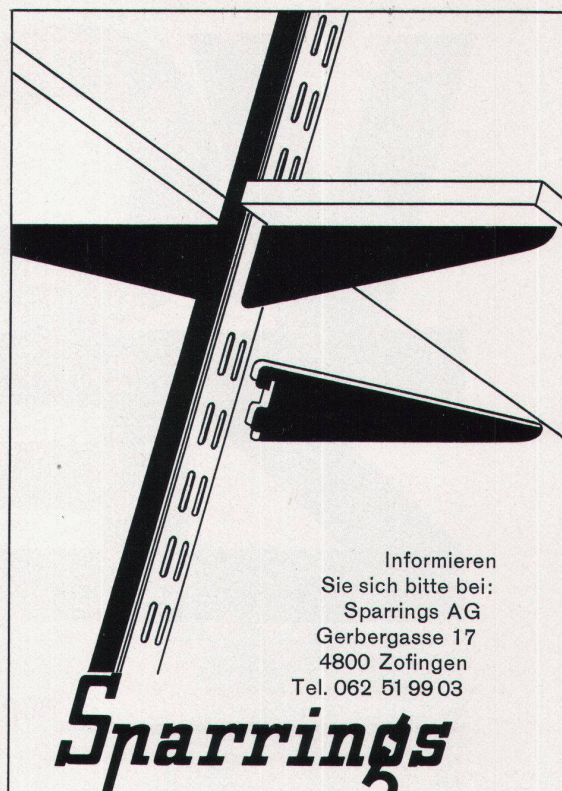 Informieren
Sie sich bitte bei:
Sparrings AG
Gerbergasse 17
4800 Zofingen
Tel. 062 51 99 03
Sparrings